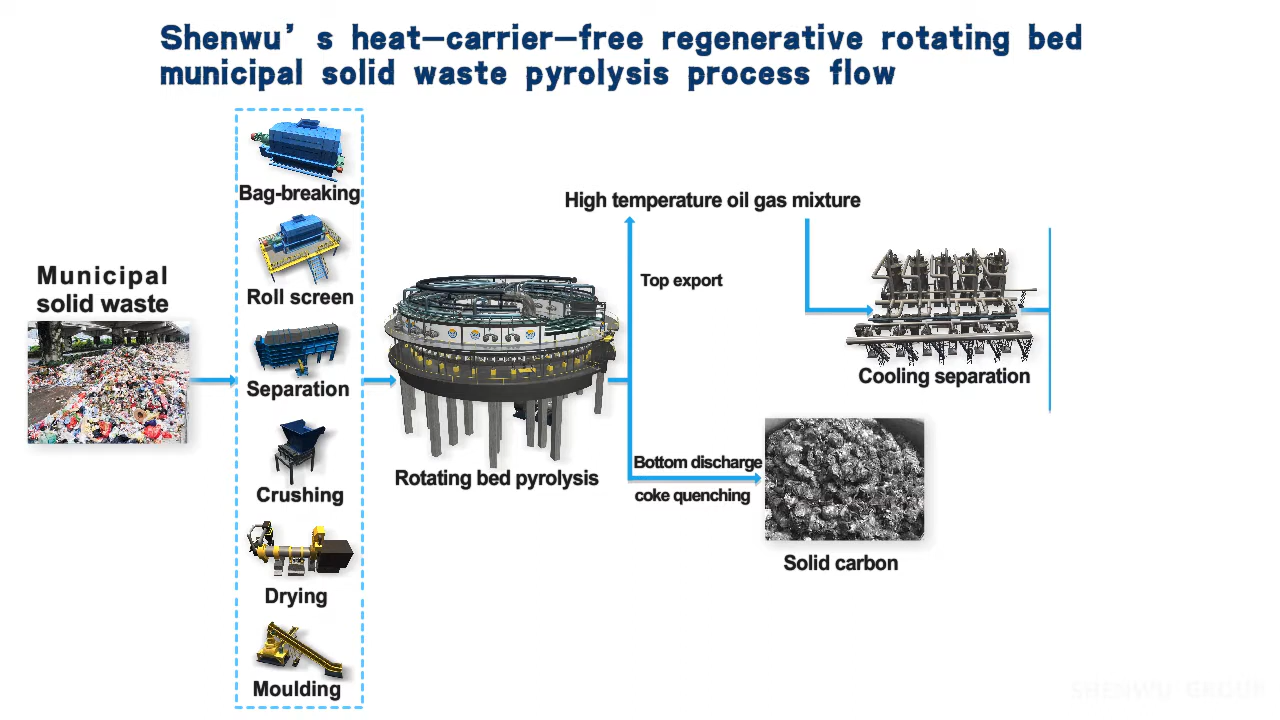 Shenwu’s heat—carrier—free regenerative rotating bed
municipal solid waste pyrolysis process flow
Municipal
solid waste
Bag-breaking
Roll screen
Separation
Crushing
Drying
Moulding
Rotating bed pyrolysis
High temperature oil gas mixture
Top export
Cooling separation
Bottom discharge
coke quenching
Solid carbon
SHENWU GROUP